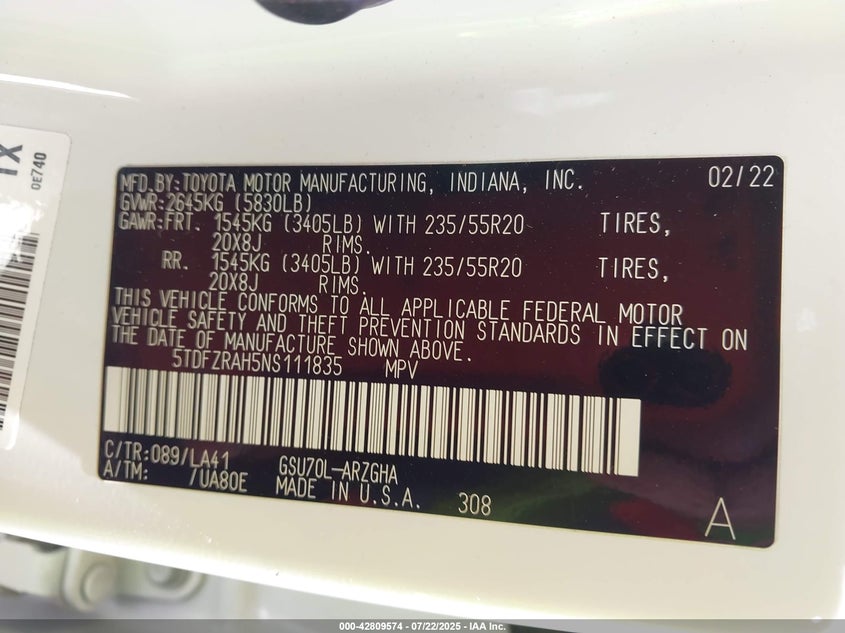 1X
0E740
MFD.BY:TOYOTA MOTOR MANUFACTURING, INDIANA, INC. 02/22
GVWR:2645KG (5830LB)
GAWR:FRT. 1545KG (3405LB) WITH 235/55R20 TIRES,
20X8J RIMS.
RR. 1545KG (3405LB) WITH 235/55R20 TIRES,
20X8J RIMS.
THIS VEHICLE CONFORMS TO ALL APPLICABLE FEDERAL MOTOR
VEHICLE SAFETY AND THEFT PREVENTION STANDARDS IN EFFECT ON
THE DATE OF MANUFACTURE SHOWN ABOVE.
5TDFZRAH5NS111835 MPV
C/TR:089/LA41 GSU70L-ARZGHA
A/TM: /UA80E MADE IN U.S.A. 308
A
000-42809574 - 07/22/2025 - IAA Inc.